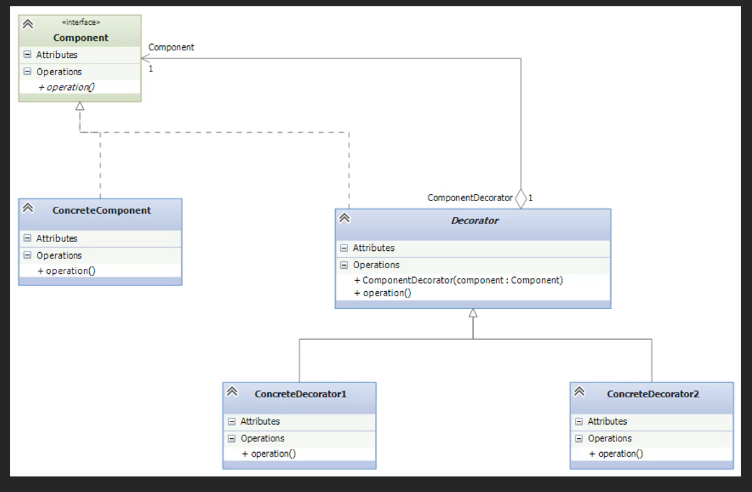 «interface»
Component
Attributes
Operations
+ operation()
Component
1
ConcreteComponent
Attributes
Operations
+ operation()
ComponentDecorator 1
Decorator
Attributes
Operations
+ ComponentDecorator(component : Component)
+ operation()
ConcreteDecorator1
Attributes
Operations
+ operation()
ConcreteDecorator2
Attributes
Operations
+ operation()